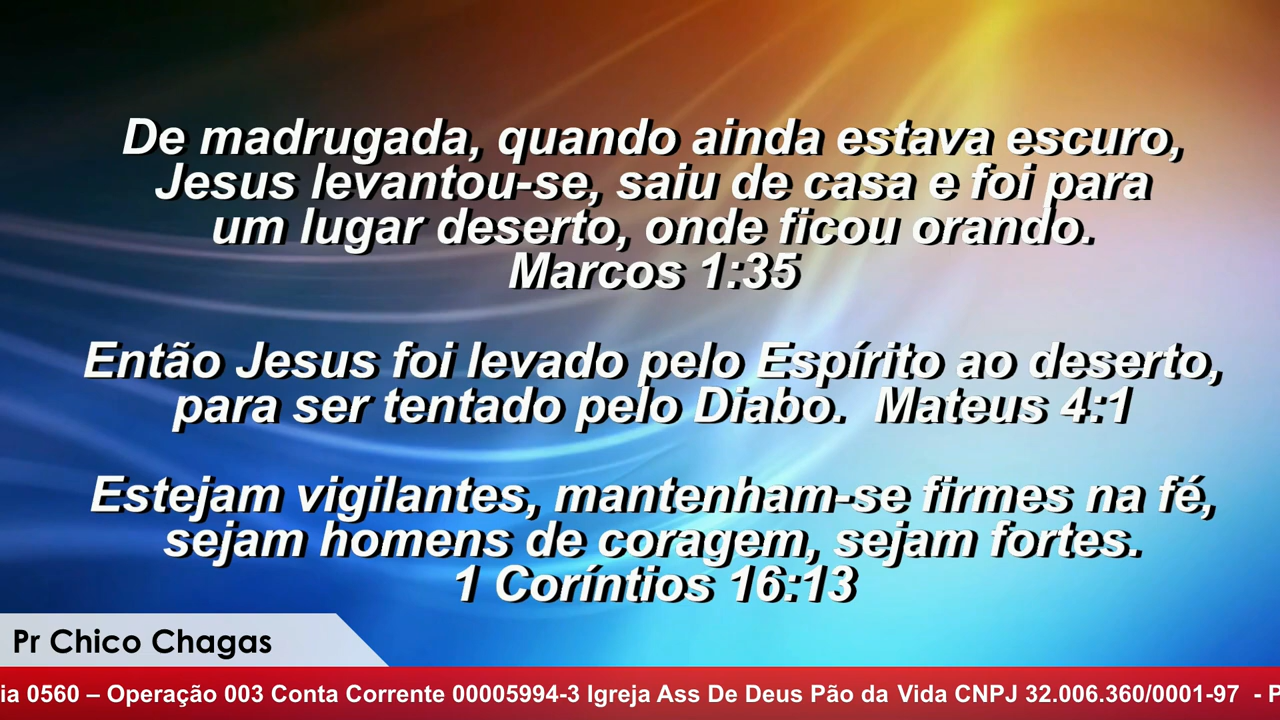 De madrugada, quando ainda estava escuro,
Jesus levantou-se, saiu de casa e foi para
um lugar deserto, onde ficou orando.
Marcos 1:35
Então Jesus foi levado pelo Espírito ao deserto,
para ser tentado pelo Diabo.  Mateus 4:1
Estejam vigilantes, mantenham-se firmes na fé,
sejam homens de coragem, sejam fortes.
1 Coríntios 16:13
Pr Chico Chagas
ia 0560 – Operação 003 Conta Corrente 00005994-3 Igreja Ass De Deus Pão da Vida CNPJ 32.006.360/0001-97  - P